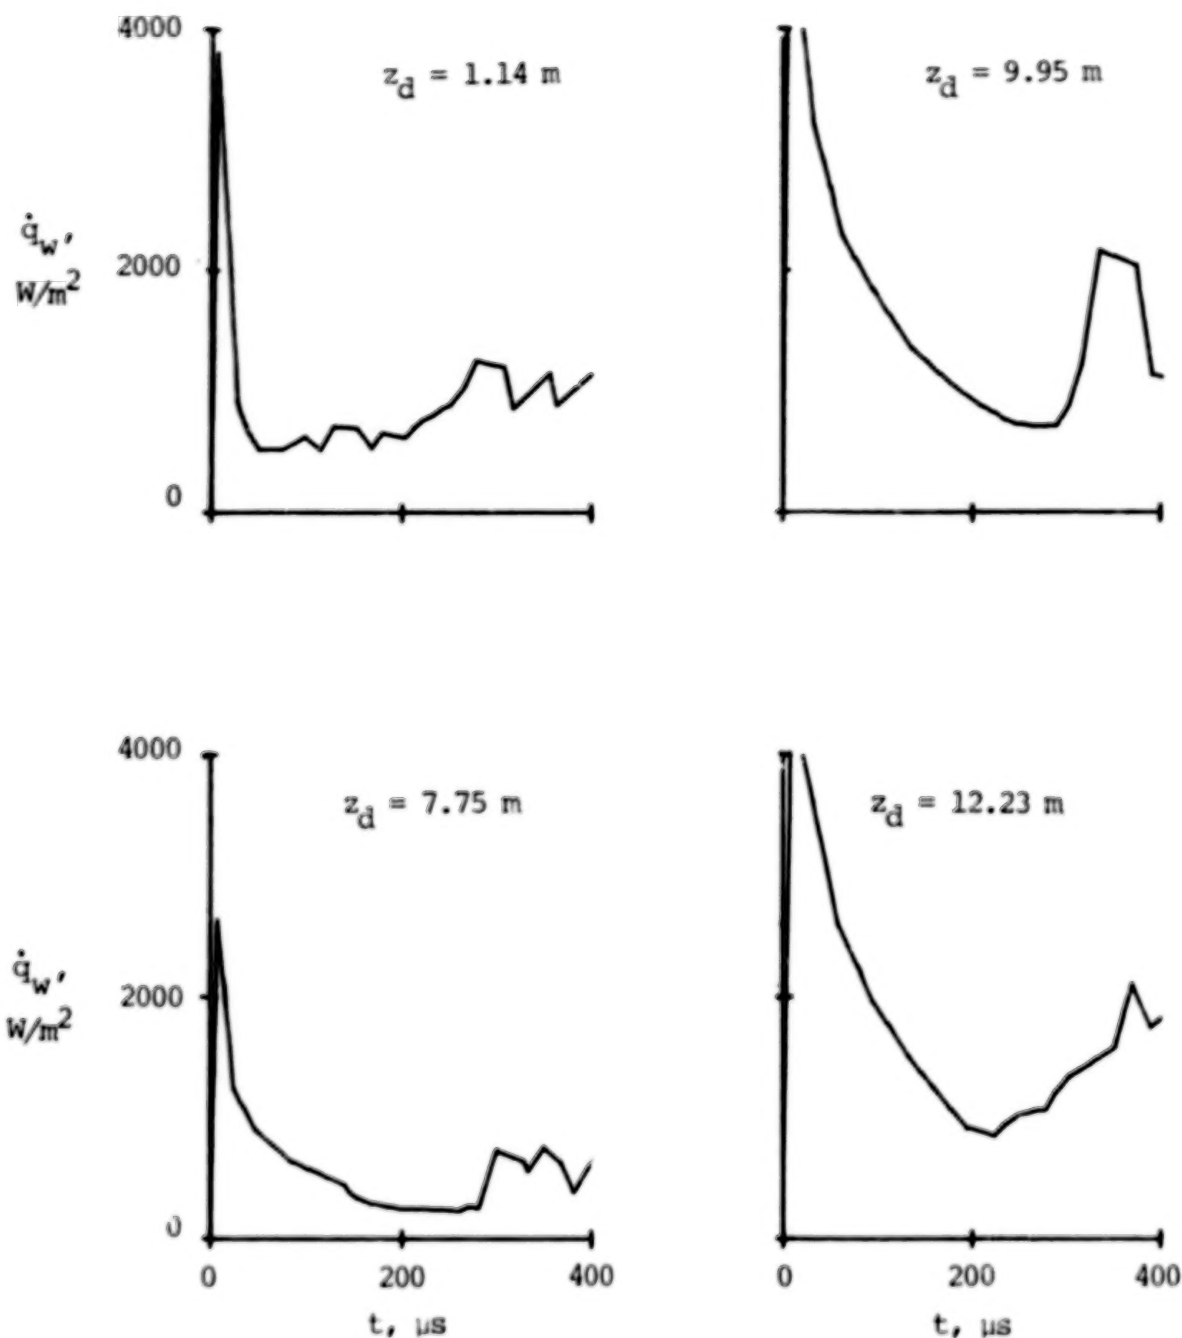 4000
z_d = 1.14 m
z_d = 9.95 m
q̇_w,
W/m²
2000
0
4000
z_d = 7.75 m
z_d = 12.23 m
q̇_w,
W/m²
2000
0
0
200
400
0
200
400
t, μs
t, μs